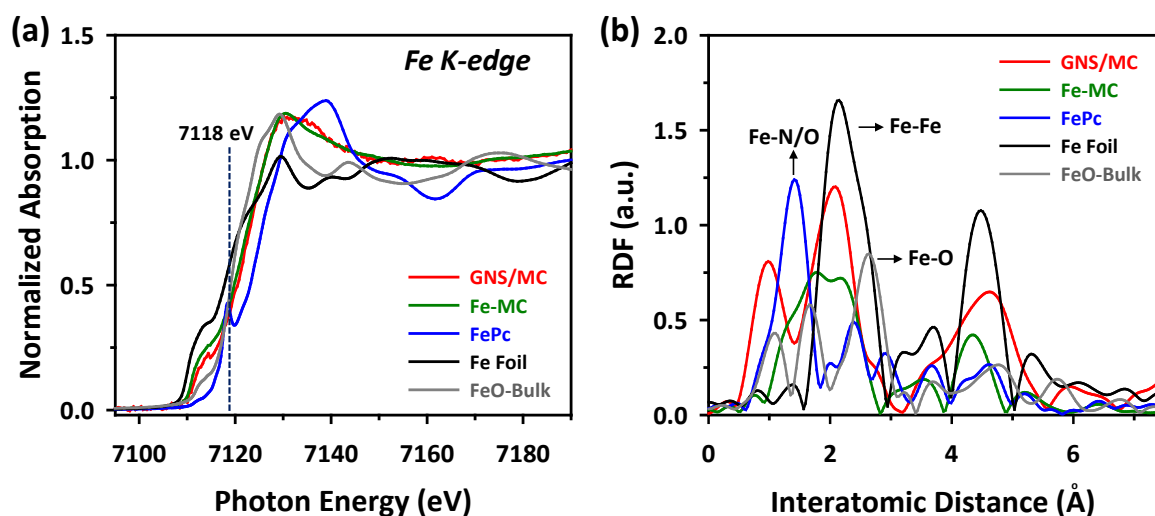 (a)
1.5
1.0
0.5
0.0
Normalized Absorption
Fe K-edge
7118 eV
GNS/MC
Fe-MC
FePc
Fe Foil
FeO-Bulk
7100 7120 7140 7160 7180
Photon Energy (eV)
(b)
2.0
1.5
1.0
0.5
0.0
RDF (a.u.)
GNS/MC
Fe-MC
FePc
Fe Foil
FeO-Bulk
Fe-N/O
Fe-Fe
Fe-O
0 2 4 6
Interatomic Distance (Å)